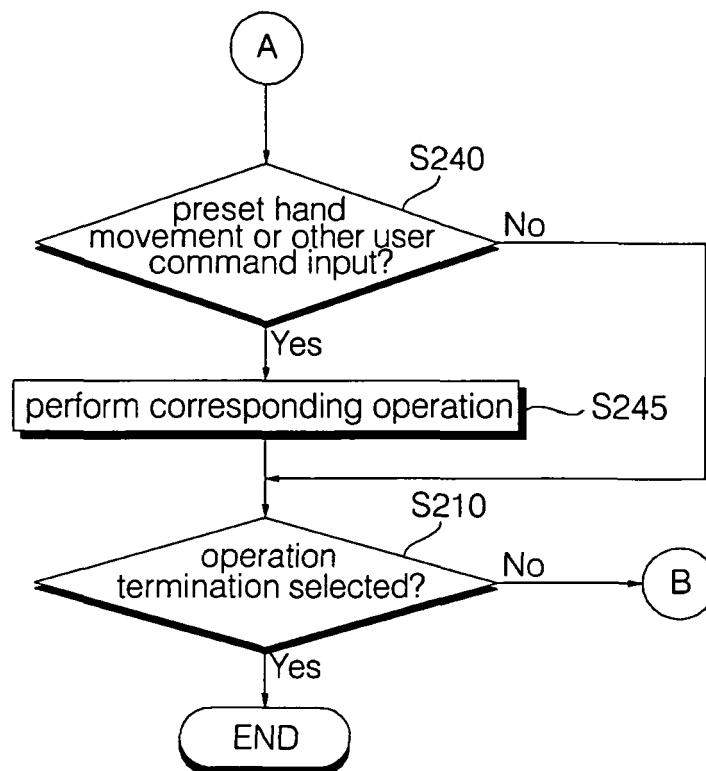 A
S240
preset hand
movement or other user
command input?
No
Yes
perform corresponding operation
S245
S210
operation
termination selected?
No
B
Yes
END